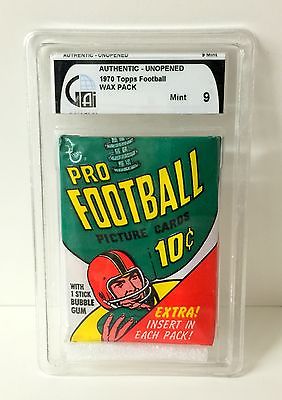 AUTHENTIC - UNOPENED
9 Mint
AUTHENTIC - UNOPENED
1970 Topps Football
WAX PACK
Mint 9
GAI
PRO
FOOTBALL
PICTURE CARDS
10¢
WITH
1 STICK
BUBBLE
GUM
EXTRA!
INSERT IN
EACH PACK!